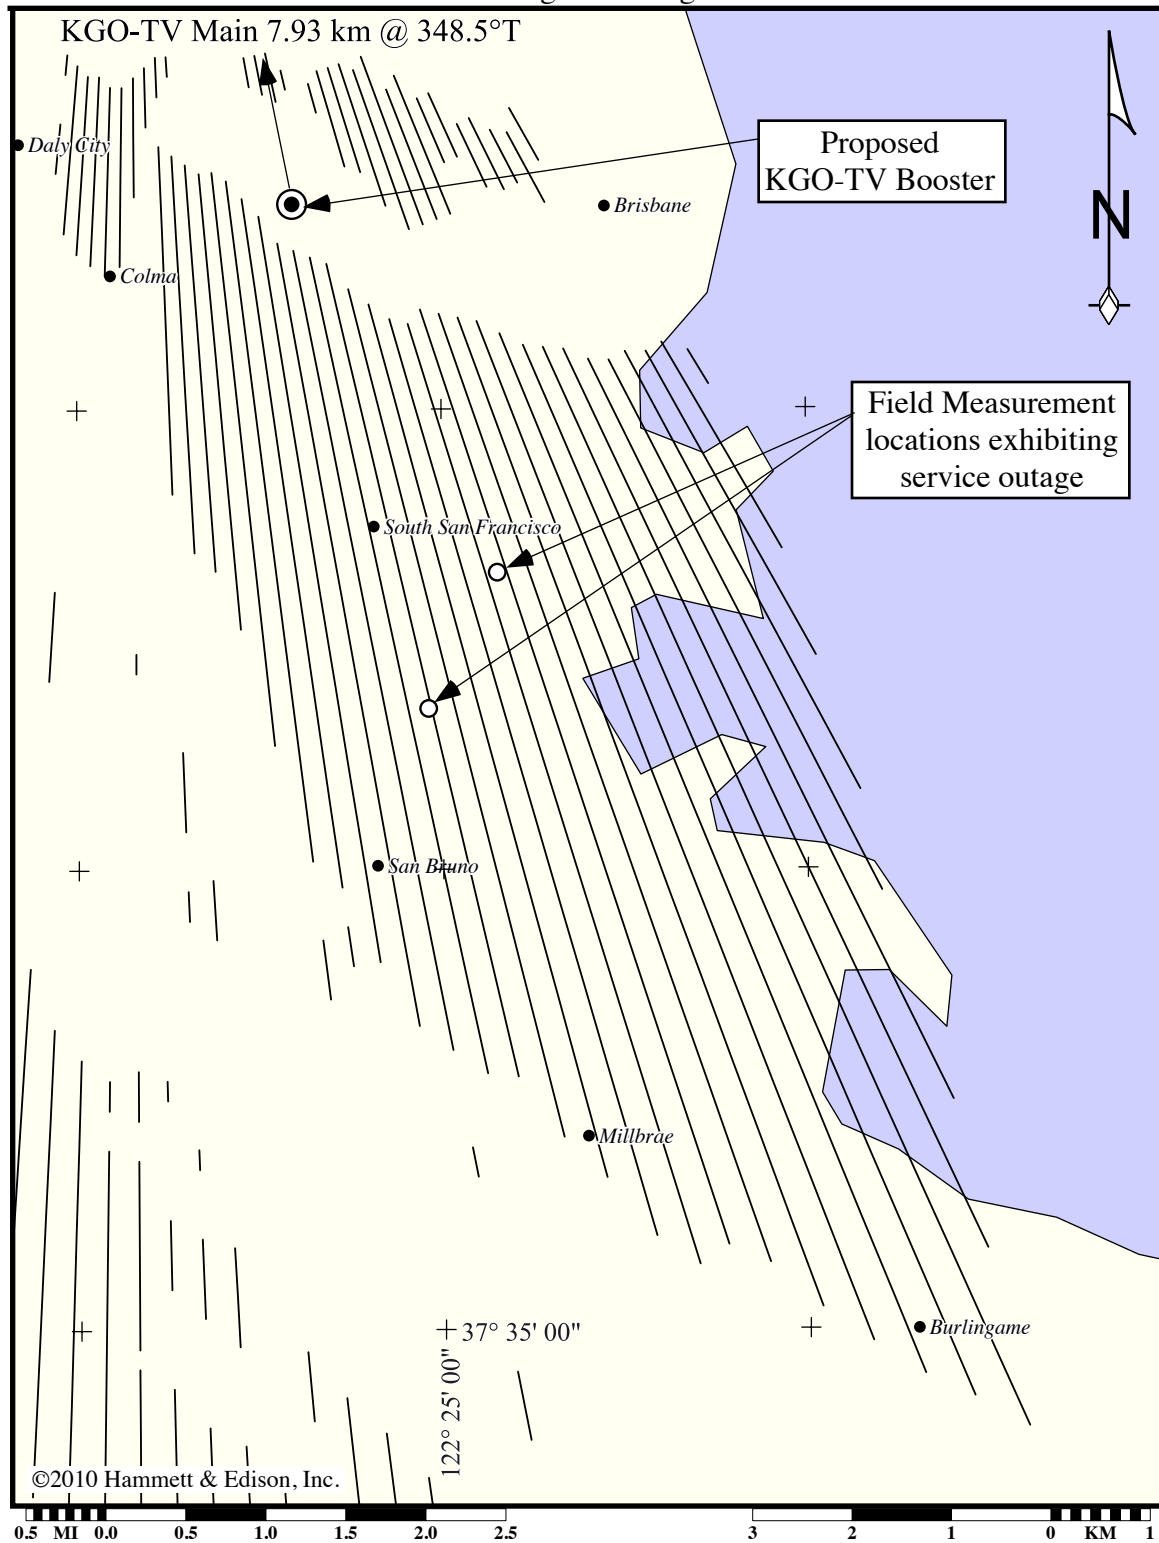 KGO-TV Main 7.93 km @ 348.5°T
Daly City
Proposed
KGO-TV Booster
Brisbane
N
Colma
Field Measurement
locations exhibiting
service outage
South San Francisco
San Bruno
Millbrae
Burlingame
37° 35' 00"
122° 25' 00"
©2010 Hammett & Edison, Inc.
0.5 MI 0.0 0.5 1.0 1.5 2.0 2.5 3 2 1 0 KM 1